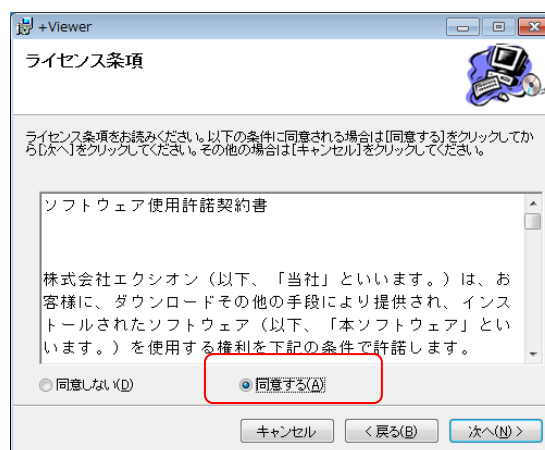 +Viewer
ライセンス条項
ライセンス条項をお読みください。以下の条件に同意される場合は[同意する]をクリックしてか
ら[次へ]をクリックしてください。その他の場合は[キャンセル]をクリックしてください。
ソフトウェア使用許諾契約書
株式会社エクシオン（以下、「当社」といいます。）は、お
客様に、ダウンロードその他の手段により提供され、インス
トールされたソフトウェア（以下、「本ソフトウェア」とい
います。）を使用する権利を下記の条件で許諾します。
同意しない(D) 同意する(A)
キャンセル < 戻る(B) 次へ(N) >